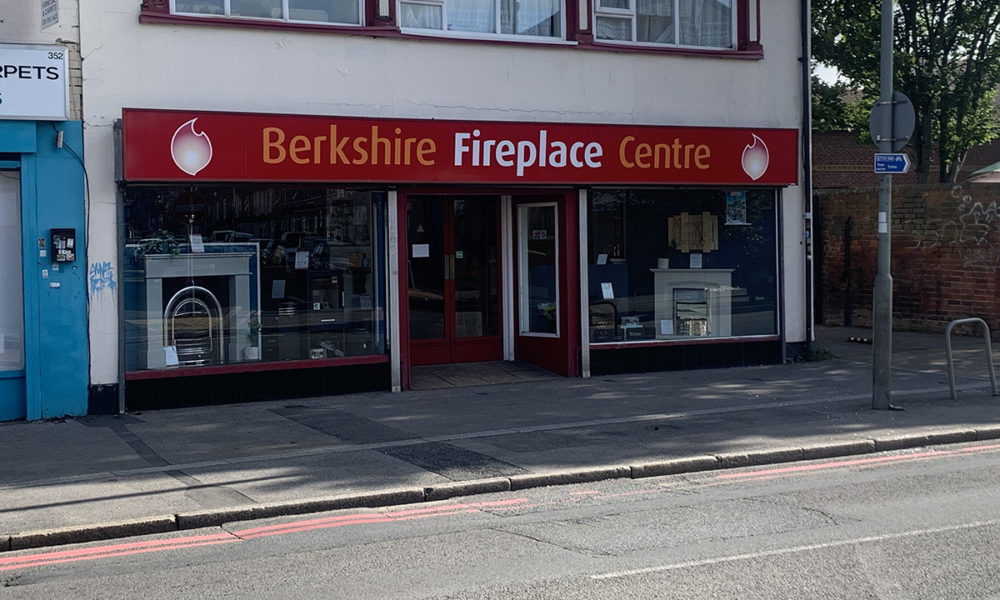 352
RPETS
S
Berkshire Fireplace Centre